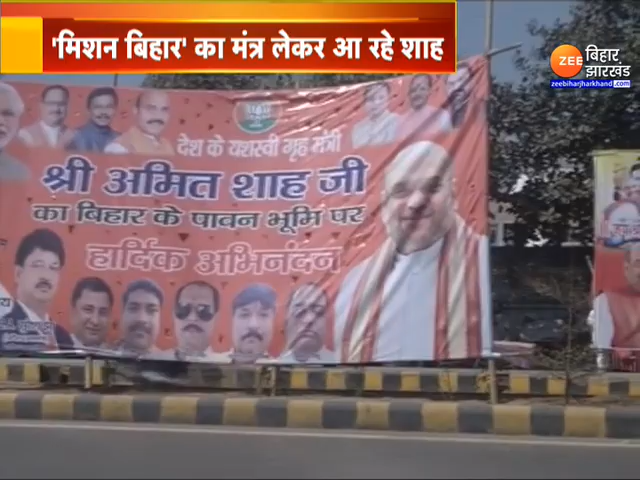 'मिशन बिहार' का मंत्र लेकर आ रहे शाह
ZEE बिहार झारखंड
zeebiharjharkhand.com
देश के यशस्वी गृह मंत्री
श्री अमित शाह जी
का बिहार के पावन भूमि पर
हार्दिक अभिनंदन